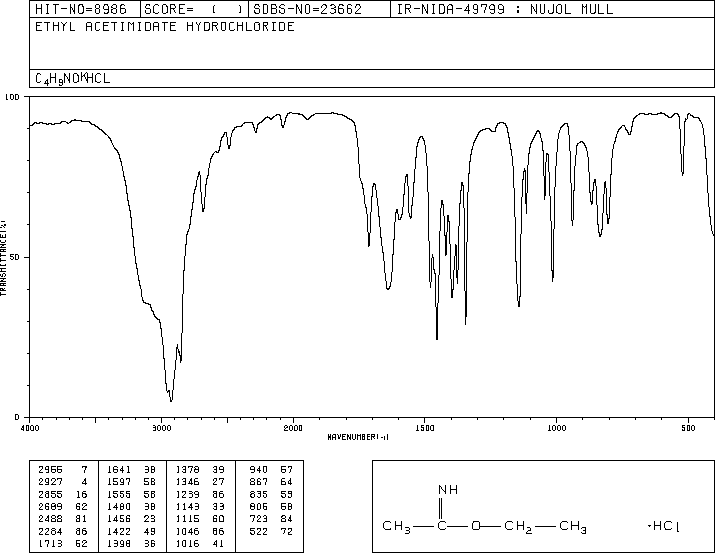 HIT-NO=8986 SCORE= ( ) SDBS-NO=23662 IR-NIDA-49799 : NUJOL MULL
ETHYL ACETIMIDATE HYDROCHLORIDE
C4H9NO·HCL
100
50
0
TRANSMITTANCE(%)
4000 3000 2000 1500 1000 500
WAVENUMBER(-1)
2966 7 1641 38 1378 39 940 57
2927 4 1597 58 1346 27 867 64
2855 16 1555 58 1239 86 835 53
2689 62 1480 38 1143 33 806 58
2488 81 1456 23 1115 60 723 84
2284 86 1422 49 1046 66 522 72
1713 52 1398 36 1016 41
NH
CH3 C O CH2 CH3 ·HCl